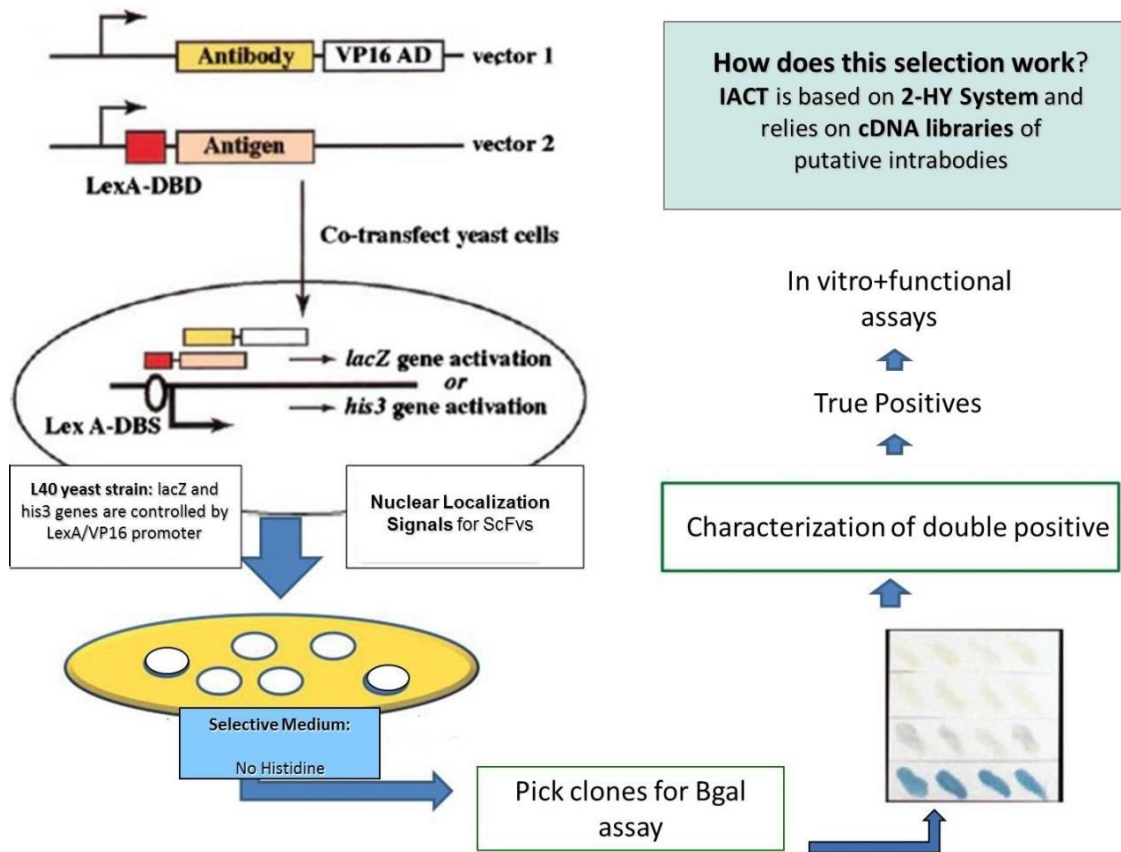 Antibody
VP16 AD
vector 1
Antigen
vector 2
LexA-DBD
Co-transfect yeast cells
lacZ gene activation
or
his3 gene activation
Lex A-DBS
L40 yeast strain: lacZ and
his3 genes are controlled by
LexA/VP16 promoter
Nuclear Localization
Signals for ScFvs
Selective Medium:
No Histidine
Pick clones for Bgal
assay
Characterization of double positive
True Positives
In vitro+functional
assays
How does this selection work?
IACT is based on 2-HY System and
relies on cDNA libraries of
putative intrabodies